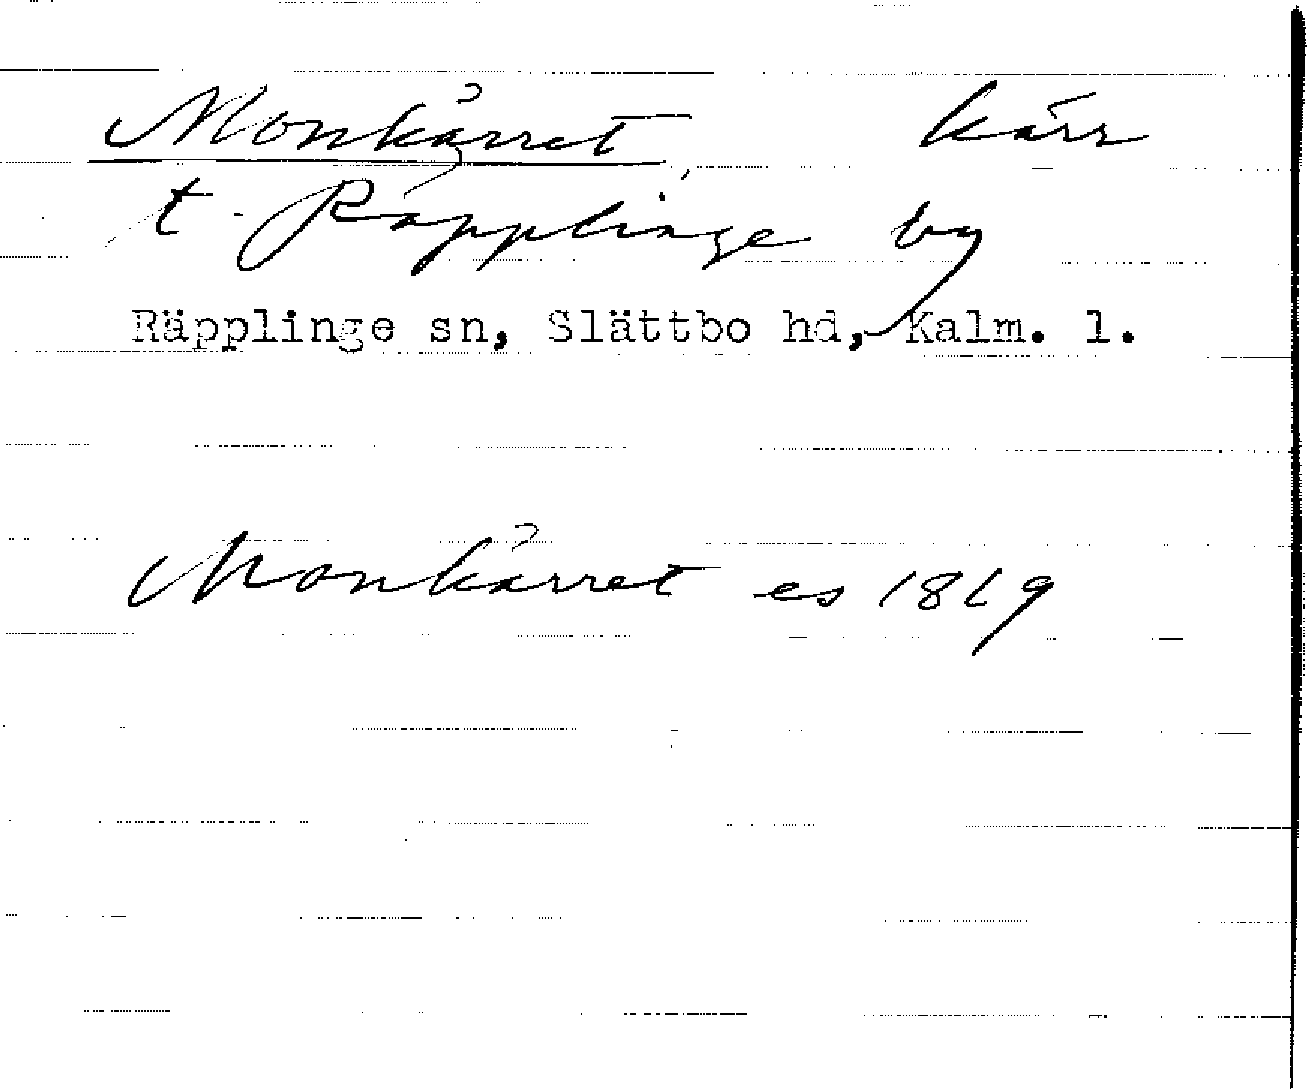 Monkärret kärr
t. Räpplinge by
Räpplinge sn, Slättbo hd, Kalm. l.
Monkärret es 1819